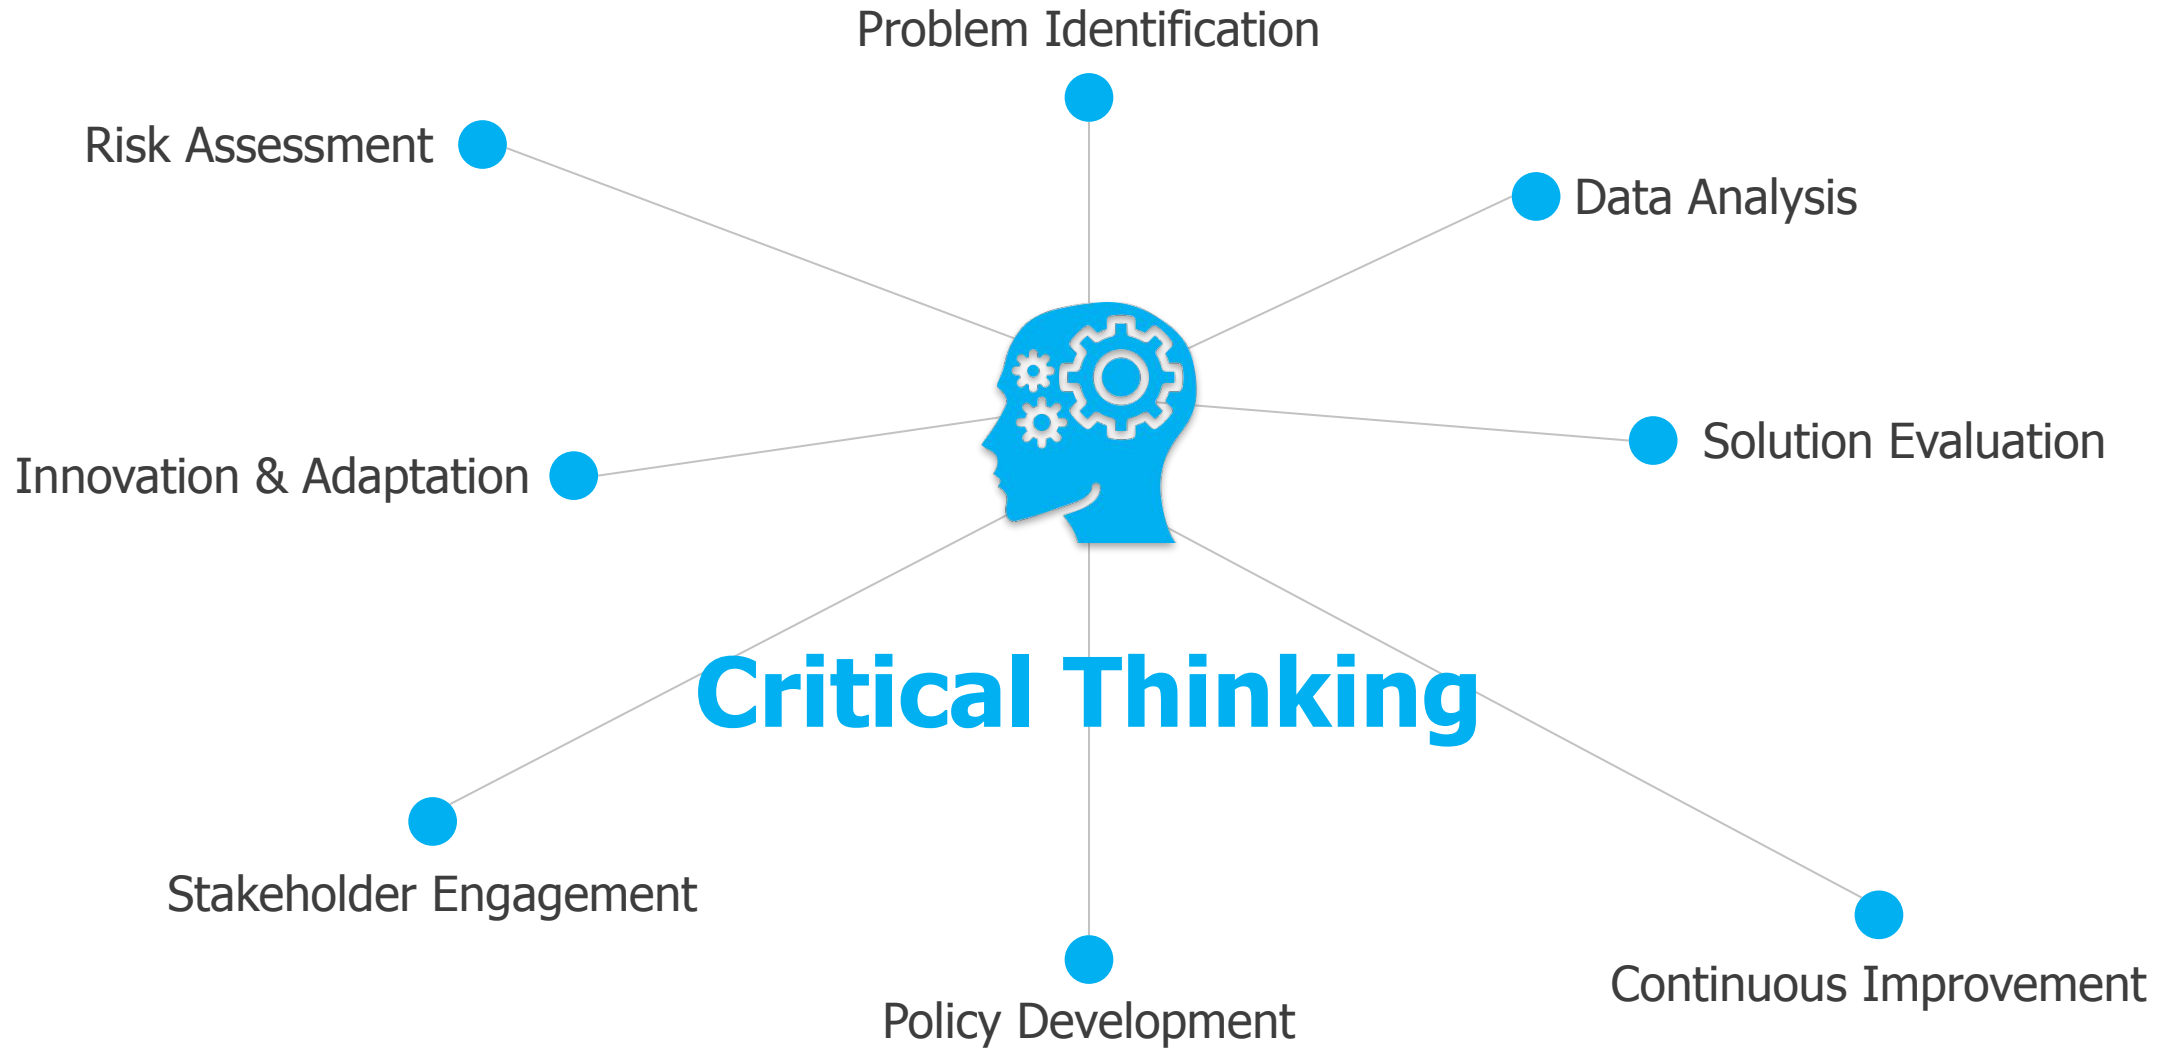 Problem Identification
Risk Assessment
Data Analysis
Solution Evaluation
Innovation & Adaptation
Critical Thinking
Stakeholder Engagement
Continuous Improvement
Policy Development